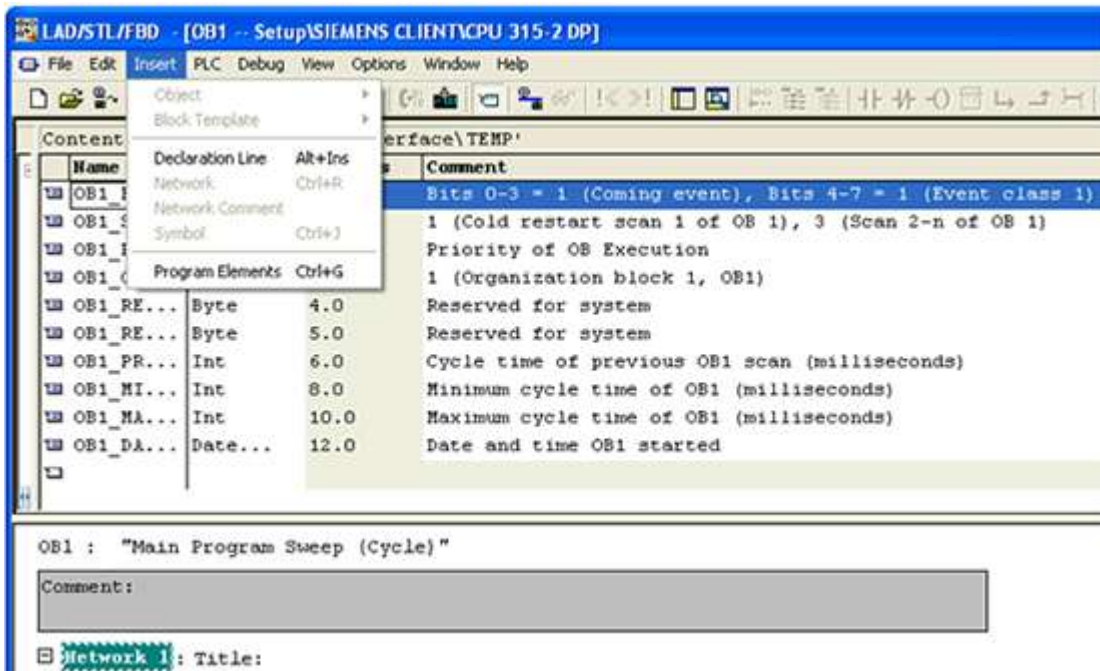 LAD/STL/FBD - [OB1 -- Setup\SIEMENS CLIENT\CPU 315-2 DP]
File Edit Insert PLC Debug View Options Window Help
Object
Block Template
Content erface\TEMP'
Declaration Line Alt+Ins
Name Comment
Network Ctrl+R
OB1_ Bits 0-3 = 1 (Coming event), Bits 4-7 = 1 (Event class 1)
Network Comment
OB1_S 1 (Cold restart scan 1 of OB 1), 3 (Scan 2-n of OB 1)
Symbol Ctrl+J
OB1_ Priority of OB Execution
Program Elements Ctrl+G
OB1_ 1 (Organization block 1, OB1)
OB1_RE... Byte 4.0 Reserved for system
OB1_RE... Byte 5.0 Reserved for system
OB1_PR... Int 6.0 Cycle time of previous OB1 scan (milliseconds)
OB1_MI... Int 8.0 Minimum cycle time of OB1 (milliseconds)
OB1_MA... Int 10.0 Maximum cycle time of OB1 (milliseconds)
OB1_DA... Date... 12.0 Date and time OB1 started
OB1 : "Main Program Sweep (Cycle)"
Comment:
Network 1: Title: